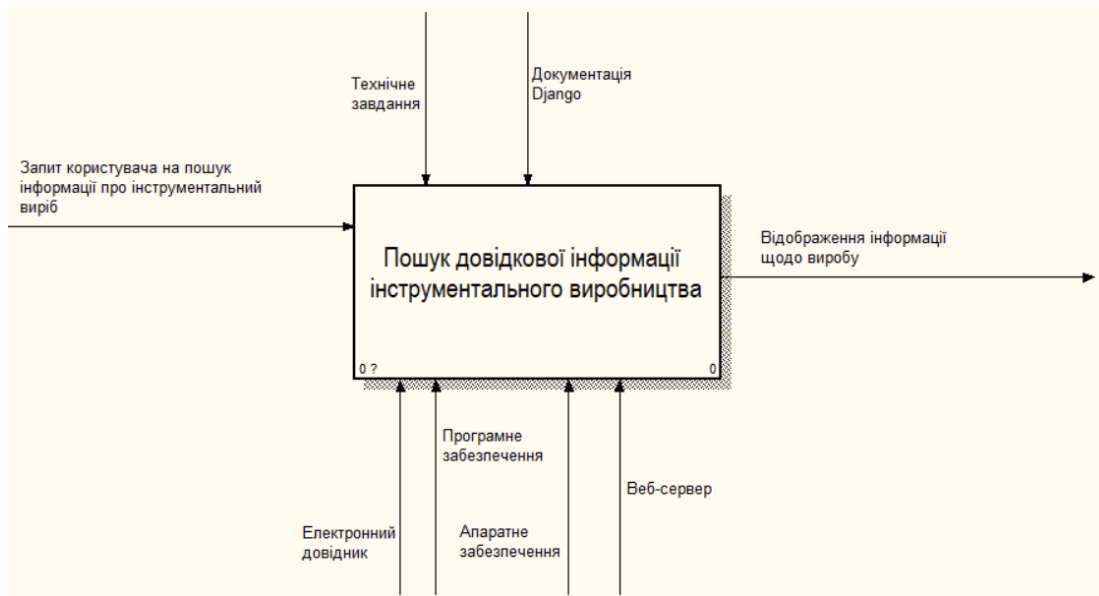 Технічне
завдання
Документація
Django
Запит користувача на пошук
інформації про інструментальний
виріб
Пошук довідкової інформації
інструментального виробництва
0 ?
0
Відображення інформації
щодо виробу
Програмне
забезпечення
Веб-сервер
Електронний
довідник
Апаратне
забезпечення